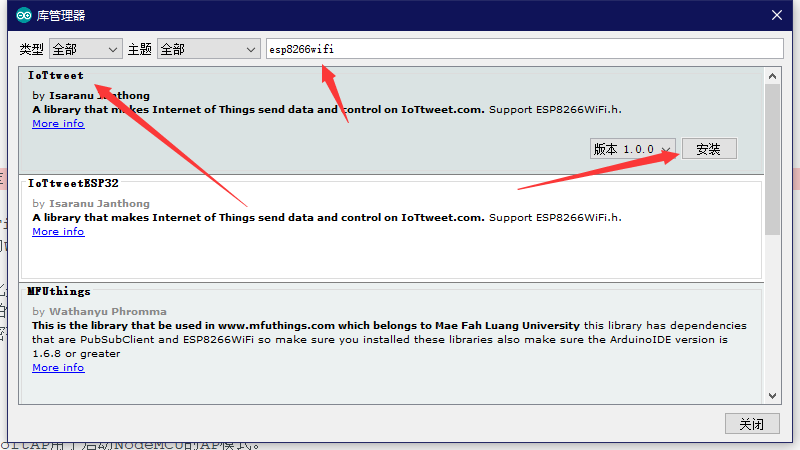 库管理器
类型 全部 主题 全部 esp8266wifi
IoTtweet
by Isaranu Janthong
A library that makes Internet of Things send data and control on IoTtweet.com. Support ESP8266WiFi.h.
More info
版本 1.0.0 安装
IoTtweetESP32
by Isaranu Janthong
A library that makes Internet of Things send data and control on IoTtweet.com. Support ESP8266WiFi.h.
More info
MFUthings
by Wathanyu Phromma
This is the library that be used in www.mfuthings.com which belongs to Mae Fah Luang University this library has dependencies
that are PubSubClient and ESP8266WiFi so make sure you installed these libraries also make sure the ArduinoIDE version is
1.6.8 or greater
More info
关闭